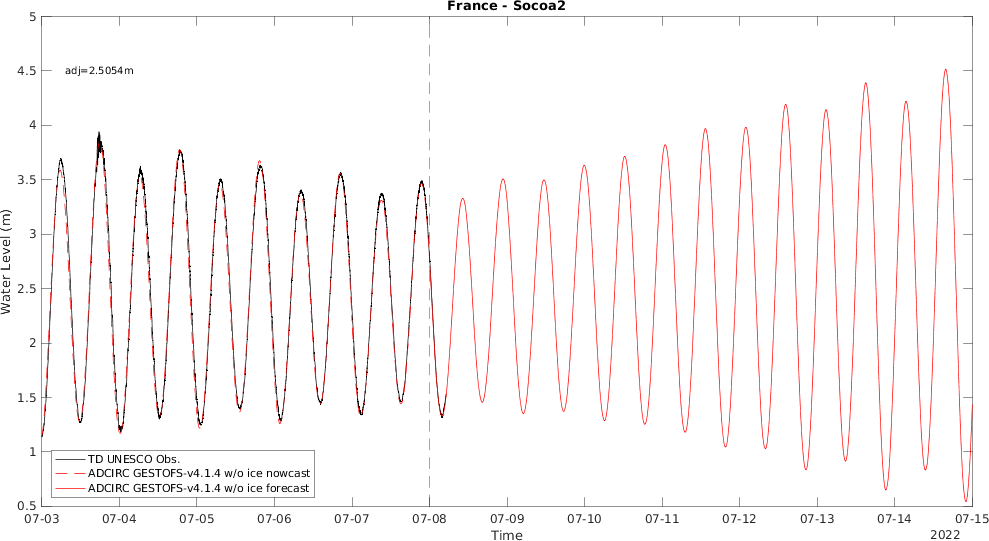 France - Socoa2
adj=2.5054m
Water Level (m)
5
4.5
4
3.5
3
2.5
2
1.5
1
0.5
TD UNESCO Obs.
ADCIRC GESTOFS-v4.1.4 w/o ice nowcast
ADCIRC GESTOFS-v4.1.4 w/o ice forecast
07-03 07-04 07-05 07-06 07-07 07-08 07-09 07-10 07-11 07-12 07-13 07-14 07-15
Time
2022